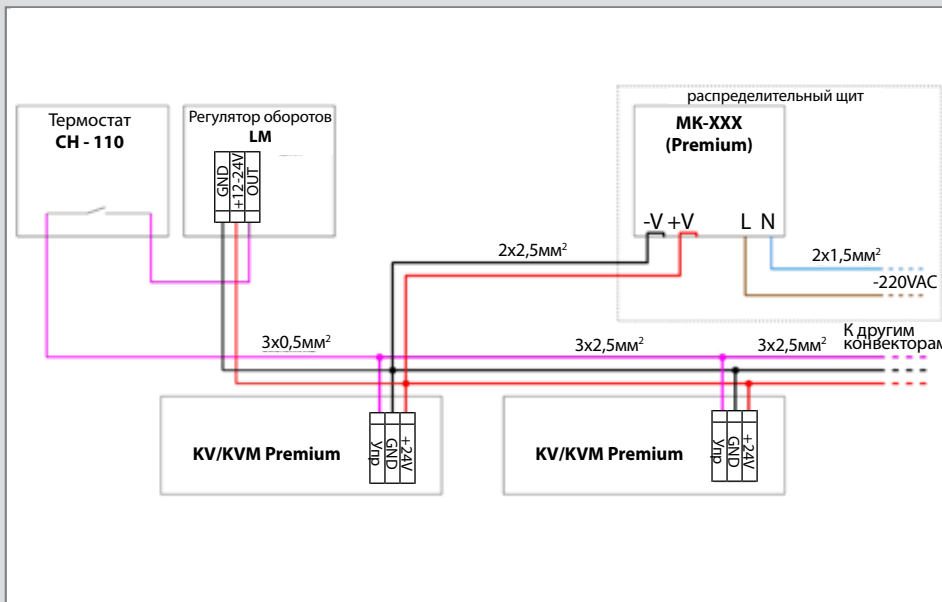 распределительный щит
Термостат
CH - 110
Регулятор оборотов
LM
MK-XXX
(Premium)
GND
+12-24V
OUT
-V +V
L N
2x2,5мм²
2x1,5мм²
-220VAC
3x0,5мм²
3x2,5мм²
3x2,5мм²
К другим
конвекторам
KV/KVM Premium
Упр
GND
+24V
KV/KVM Premium
Упр
GND
+24V